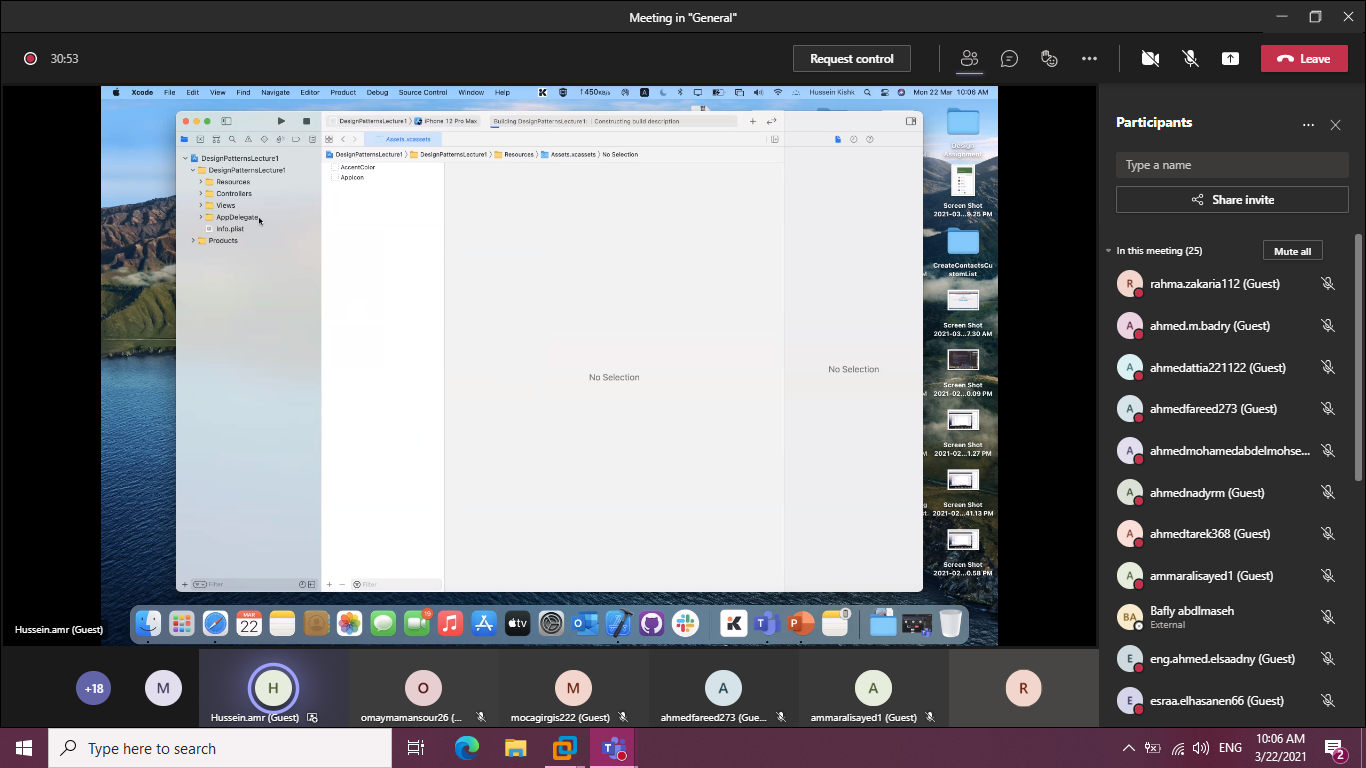 Meeting in "General"
30:53
Request control
Leave
Xcode File Edit View Find Navigate Editor Product Debug Source Control Window Help
450KB/s
Hussein Kishk
Mon 22 Mar 10:06 AM
DesignPatternsLecture1 iPhone 12 Pro Max
Building DesignPatternsLecture1: | Constructing build description
Assets.xcassets
DesignPatternsLecture1 DesignPatternsLecture1 Resources Assets.xcassets No Selection
DesignPatternsLecture1
DesignPatternsLecture1
Resources
Controllers
Views
AppDelegate
Info.plist
Products
AccentColor
AppIcon
No Selection
No Selection
Filter
Filter
Design
Assignment
Screen Shot
2021-03...9.25 PM
CreateContactsCu
stomList
Screen Shot
2021-03...7.30 AM
Screen Shot
2021-02...0.09 PM
Screen Shot
2021-02...1.27 PM
Screen Shot
2021-02...41.13 PM
Screen Shot
2021-02...0.58 PM
MAR
22
tv
19
Hussein.amr (Guest)
+18
M
H
Hussein.amr (Guest)
O
omaymamansour26 (...
M
mocagirgis222 (Guest)
A
ahmedfareed273 (Gue...
A
ammaralisayed1 (Guest)
R
Participants
Type a name
Share invite
In this meeting (25)
Mute all
R rahma.zakaria112 (Guest)
A ahmed.m.badry (Guest)
A ahmedattia221122 (Guest)
A ahmedfareed273 (Guest)
A ahmedmohamedabdelmohse...
A ahmednadyrm (Guest)
A ahmedtarek368 (Guest)
A ammaralisayed1 (Guest)
BA Bafly abdlmaseh
External
E eng.ahmed.elsaadny (Guest)
E esraa.elhasanen66 (Guest)
Type here to search
ENG
10:06 AM
3/22/2021
2